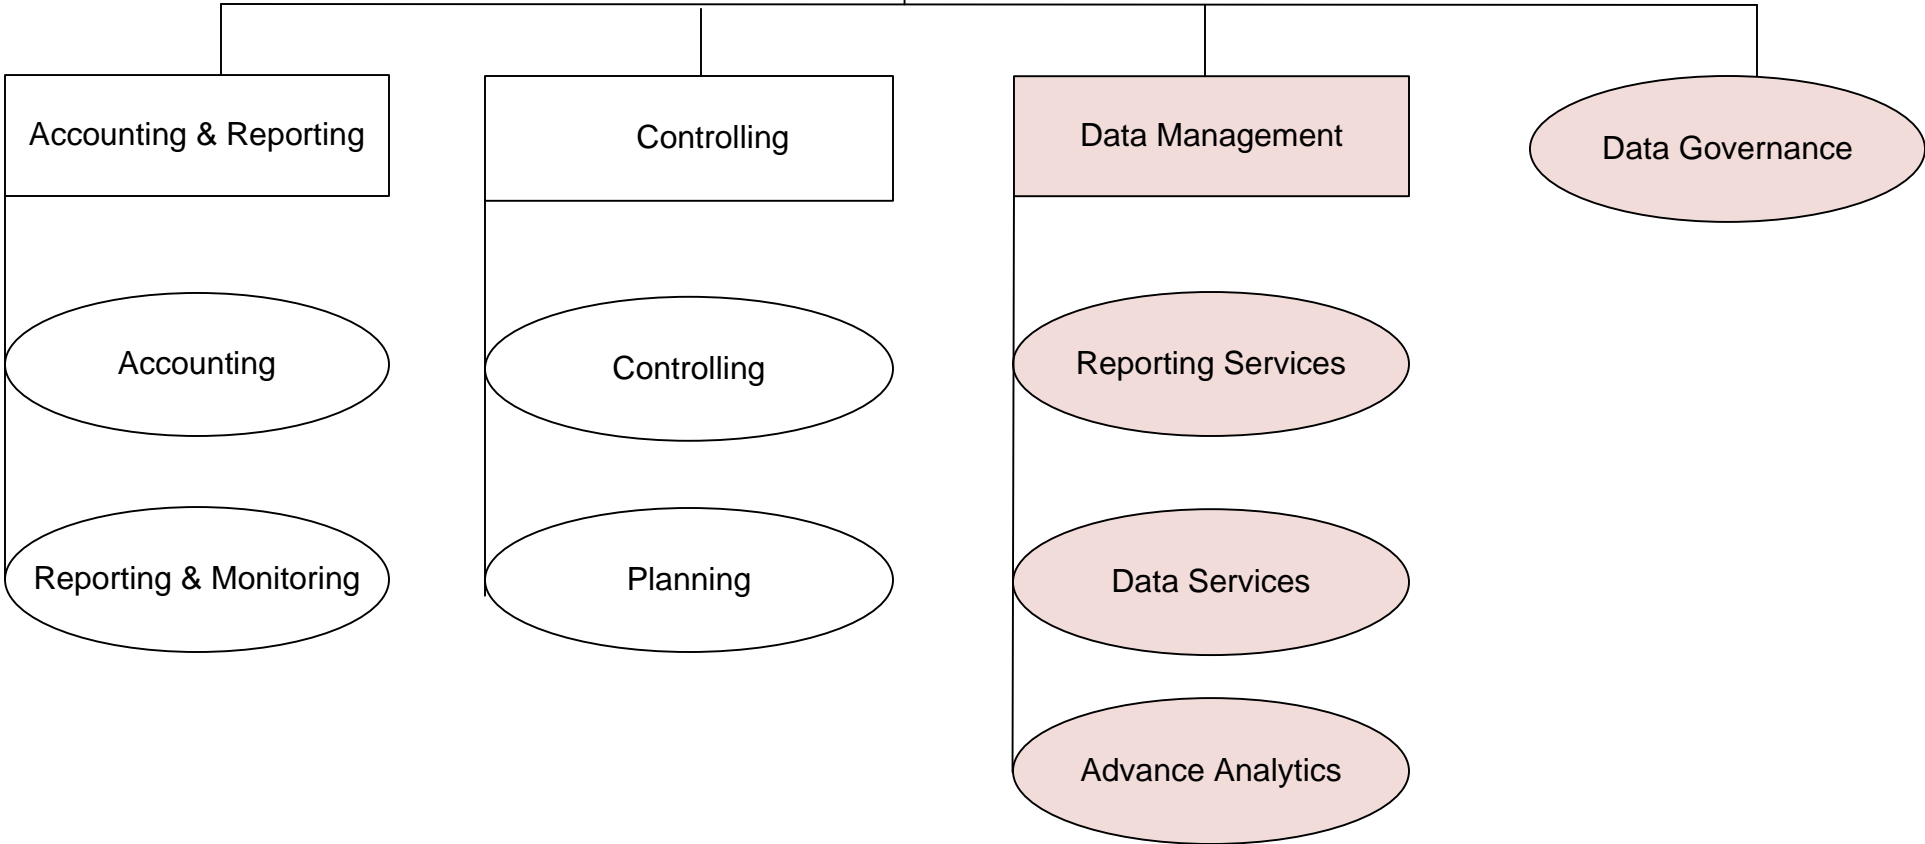 Accounting & Reporting
Controlling
Data Management
Data Governance
Accounting
Controlling
Reporting Services
Reporting & Monitoring
Planning
Data Services
Advance Analytics